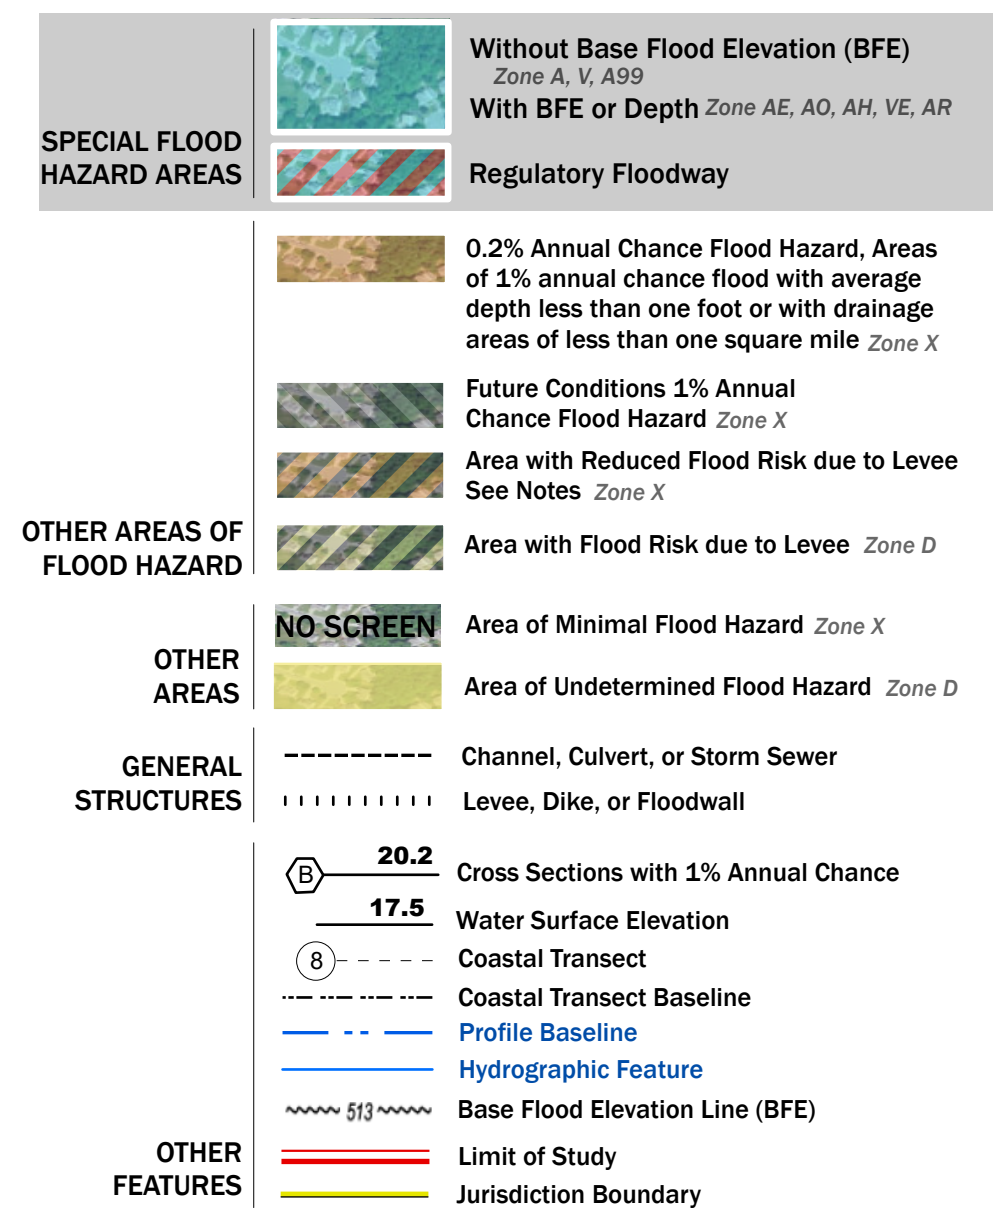 SPECIAL FLOOD
HAZARD AREAS
Without Base Flood Elevation (BFE)
Zone A, V, A99
With BFE or Depth Zone AE, AO, AH, VE, AR
Regulatory Floodway
OTHER AREAS OF
FLOOD HAZARD
0.2% Annual Chance Flood Hazard, Areas
of 1% annual chance flood with average
depth less than one foot or with drainage
areas of less than one square mile Zone X
Future Conditions 1% Annual
Chance Flood Hazard Zone X
Area with Reduced Flood Risk due to Levee
See Notes Zone X
Area with Flood Risk due to Levee Zone D
OTHER
AREAS
NO SCREEN Area of Minimal Flood Hazard Zone X
Area of Undetermined Flood Hazard Zone D
GENERAL
STRUCTURES
Channel, Culvert, or Storm Sewer
Levee, Dike, or Floodwall
OTHER
FEATURES
B 20.2 Cross Sections with 1% Annual Chance
17.5 Water Surface Elevation
8 Coastal Transect
Coastal Transect Baseline
Profile Baseline
Hydrographic Feature
513 Base Flood Elevation Line (BFE)
Limit of Study
Jurisdiction Boundary